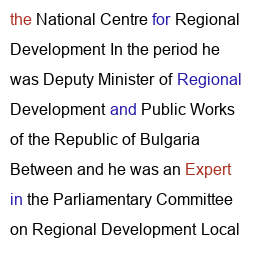 the National Centre for Regional
Development In the period he
was Deputy Minister of Regional
Development and Public Works
of the Republic of Bulgaria
Between and he was an Expert
in the Parliamentary Committee
on Regional Development Local